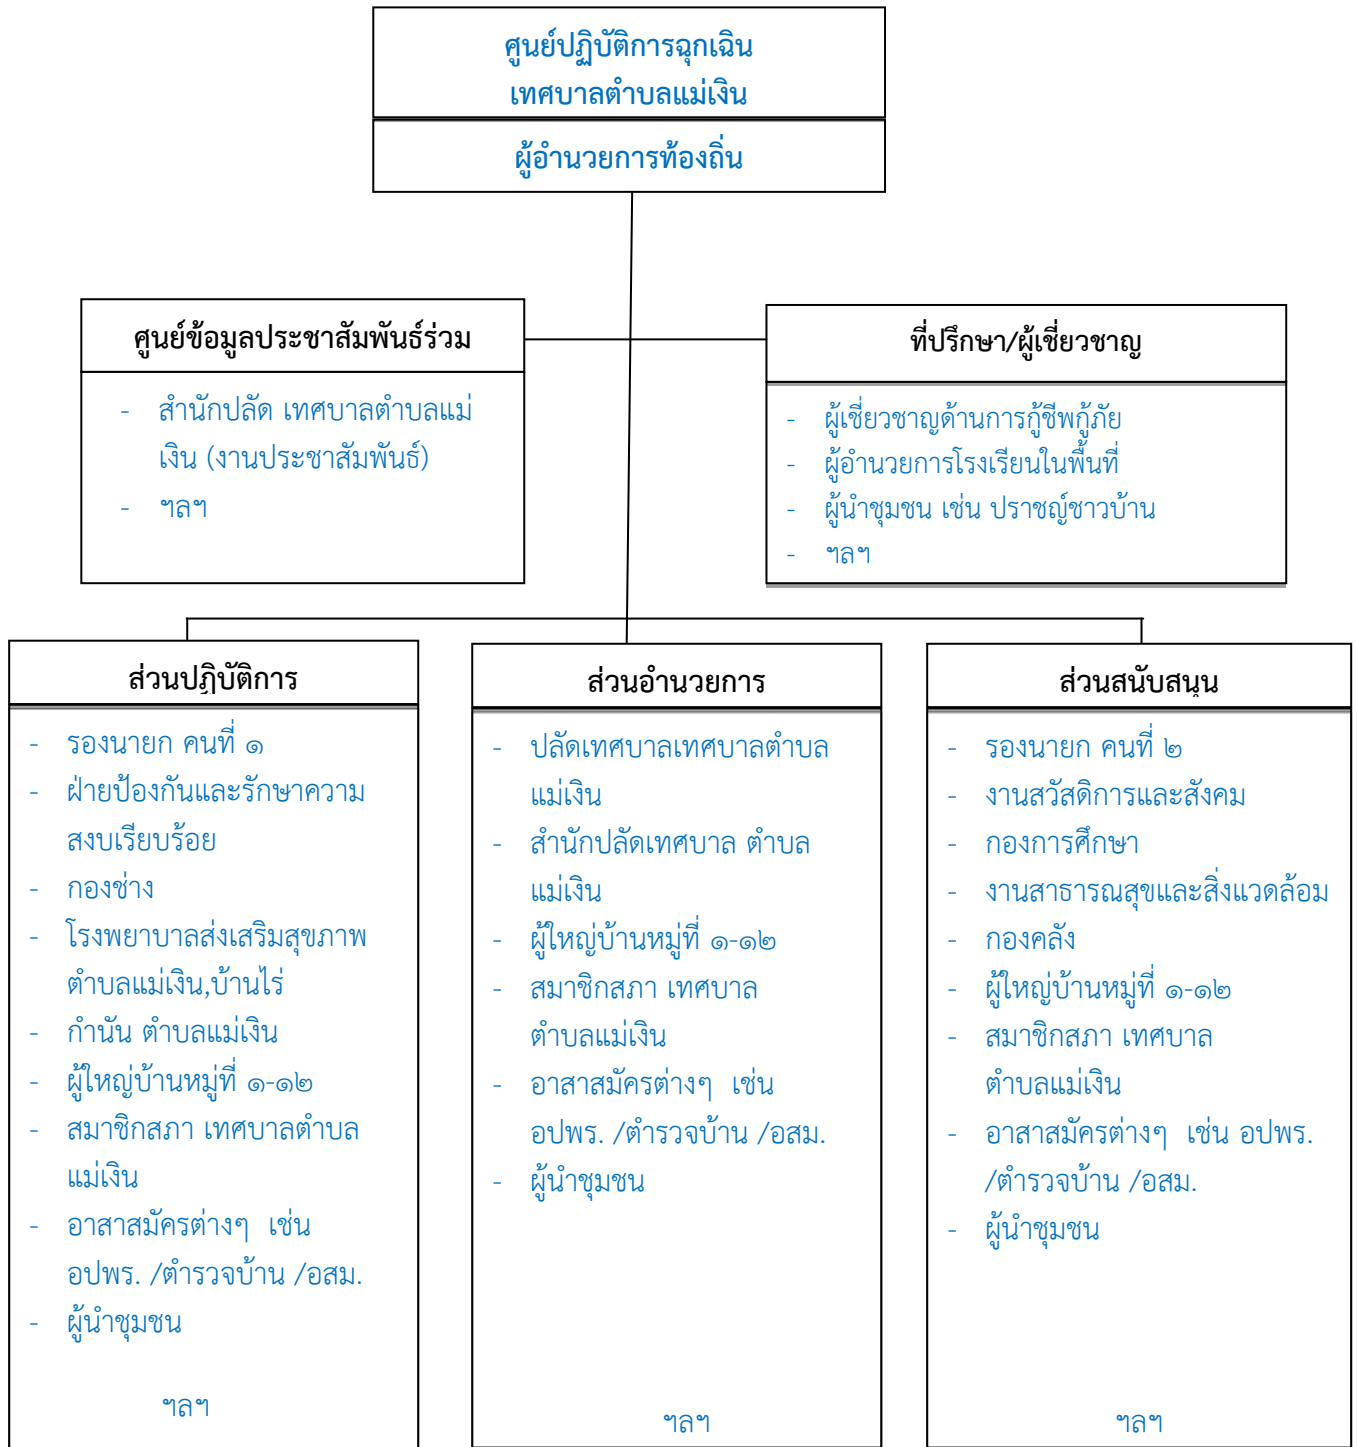 ศูนย์ปฏิบัติการฉุกเฉิน
เทศบาลตำบลแม่เงิน
ผู้อำนวยการท้องถิ่น
ศูนย์ข้อมูลประชาสัมพันธ์ร่วม
- สำนักปลัด เทศบาลตำบลแม่
เงิน (งานประชาสัมพันธ์)
- ฯลฯ
ที่ปรึกษา/ผู้เชี่ยวชาญ
- ผู้เชี่ยวชาญด้านการกู้ชีพกู้ภัย
- ผู้อำนวยการโรงเรียนในพื้นที่
- ผู้นำชุมชน เช่น ปราชญ์ชาวบ้าน
- ฯลฯ
ส่วนปฏิบัติการ
- รองนายก คนที่ ๑
- ฝ่ายป้องกันและรักษาความ
สงบเรียบร้อย
- กองช่าง
- โรงพยาบาลส่งเสริมสุขภาพ
ตำบลแม่เงิน,บ้านไร่
- กำนัน ตำบลแม่เงิน
- ผู้ใหญ่บ้านหมู่ที่ ๑-๑๒
- สมาชิกสภา เทศบาลตำบล
แม่เงิน
- อาสาสมัครต่างๆ เช่น
อปพร. /ตำรวจบ้าน /อสม.
- ผู้นำชุมชน
ฯลฯ
ส่วนอำนวยการ
- ปลัดเทศบาลเทศบาลตำบล
แม่เงิน
- สำนักปลัดเทศบาล ตำบล
แม่เงิน
- ผู้ใหญ่บ้านหมู่ที่ ๑-๑๒
- สมาชิกสภา เทศบาล
ตำบลแม่เงิน
- อาสาสมัครต่างๆ เช่น
อปพร. /ตำรวจบ้าน /อสม.
- ผู้นำชุมชน
ฯลฯ
ส่วนสนับสนุน
- รองนายก คนที่ ๒
- งานสวัสดิการและสังคม
- กองการศึกษา
- งานสาธารณสุขและสิ่งแวดล้อม
- กองคลัง
- ผู้ใหญ่บ้านหมู่ที่ ๑-๑๒
- สมาชิกสภา เทศบาล
ตำบลแม่เงิน
- อาสาสมัครต่างๆ เช่น อปพร.
/ตำรวจบ้าน /อสม.
- ผู้นำชุมชน
ฯลฯ